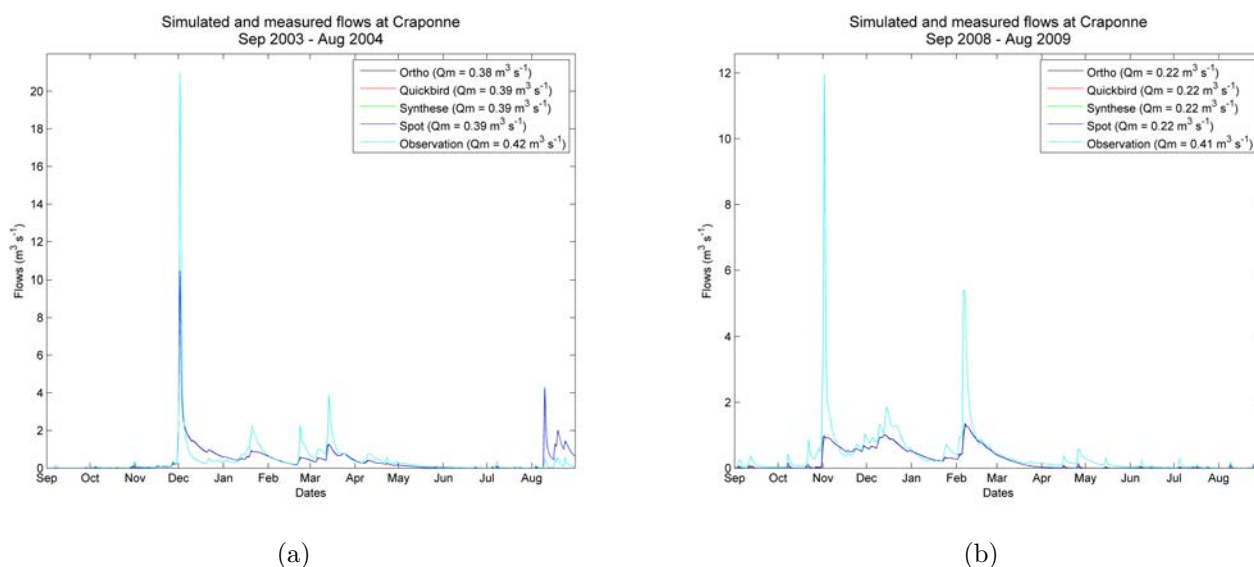 Simulated and measured flows at Craponne
Sep 2003 - Aug 2004
Ortho (Qm = 0.38 m³ s⁻¹)
Quickbird (Qm = 0.39 m³ s⁻¹)
Synthese (Qm = 0.39 m³ s⁻¹)
Spot (Qm = 0.39 m³ s⁻¹)
Observation (Qm = 0.42 m³ s⁻¹)
Flows (m³ s⁻¹)
20
18
16
14
12
10
8
6
4
2
0
Sep Oct Nov Dec Jan Feb Mar Apr May Jun Jul Aug
Dates
(a)
Simulated and measured flows at Craponne
Sep 2008 - Aug 2009
Ortho (Qm = 0.22 m³ s⁻¹)
Quickbird (Qm = 0.22 m³ s⁻¹)
Synthese (Qm = 0.22 m³ s⁻¹)
Spot (Qm = 0.22 m³ s⁻¹)
Observation (Qm = 0.41 m³ s⁻¹)
Flows (m³ s⁻¹)
12
10
8
6
4
2
0
Sep Oct Nov Dec Jan Feb Mar Apr May Jun Jul Aug
Dates
(b)